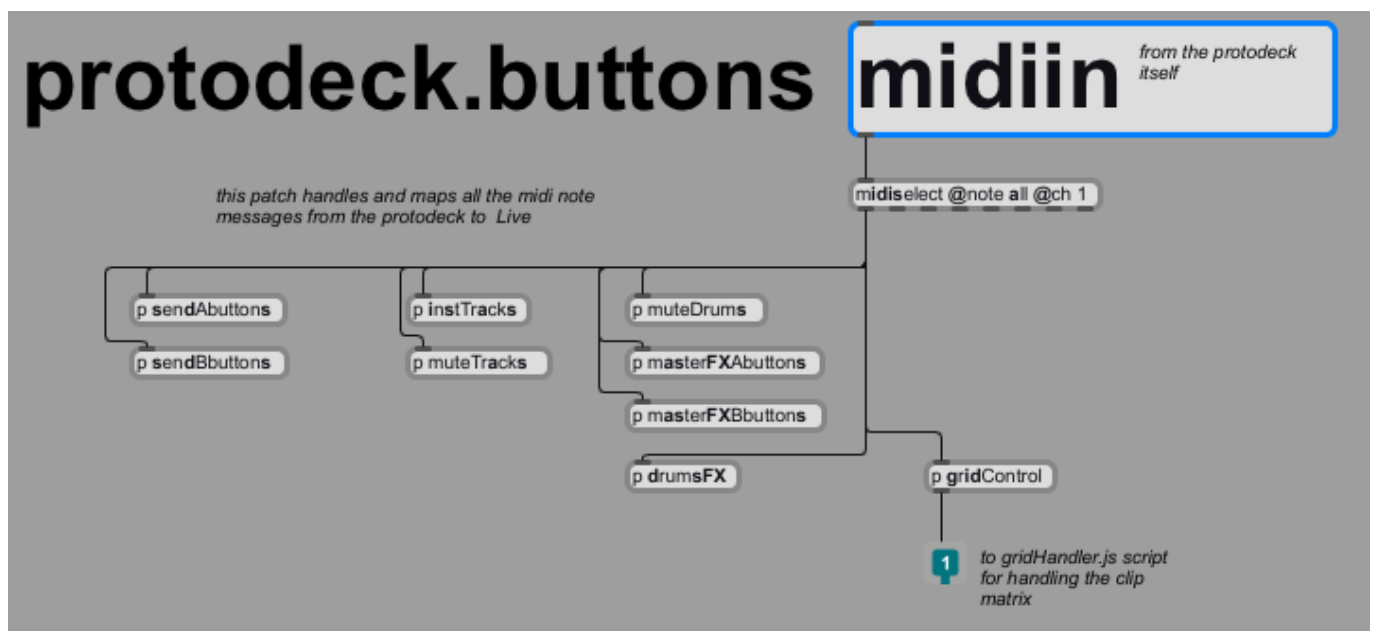 protodeck.buttons
midiin
from the protodeck
itself
midiselect @note all @ch 1
this patch handles and maps all the midi note
messages from the protodeck to Live
p sendAbuttons
p instTracks
p muteDrums
p sendBbuttons
p muteTracks
p masterFXAbuttons
p masterFXBbuttons
p drumsFX
p gridControl
1
to gridHandler.js script
for handling the clip
matrix